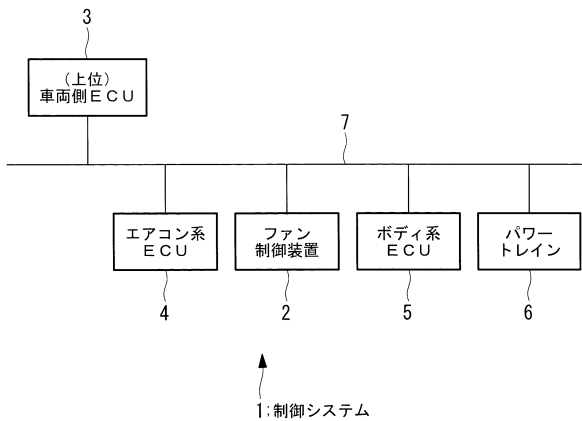 3
(上位)
車両側ECU
7
エアコン系
ECU
ファン
制御装置
ボディ系
ECU
パワー
トレイン
4
2
5
6
1;制御システム